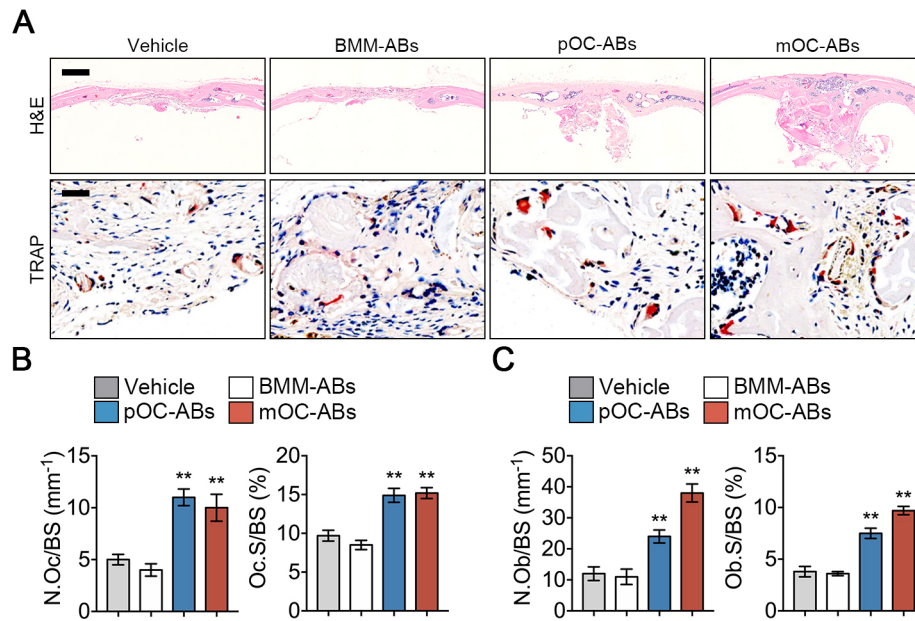 A
Vehicle BMM-ABs pOC-ABs mOC-ABs
H&E
TRAP
B
Vehicle BMM-ABs
pOC-ABs mOC-ABs
N.Oc/BS (mm⁻¹)
15
10
5
0
** **
Oc.S/BS (%)
20
15
10
5
0
** **
C
Vehicle BMM-ABs
pOC-ABs mOC-ABs
N.Ob/BS (mm⁻¹)
50
40
30
20
10
0
** **
Ob.S/BS (%)
15
10
5
0
** **